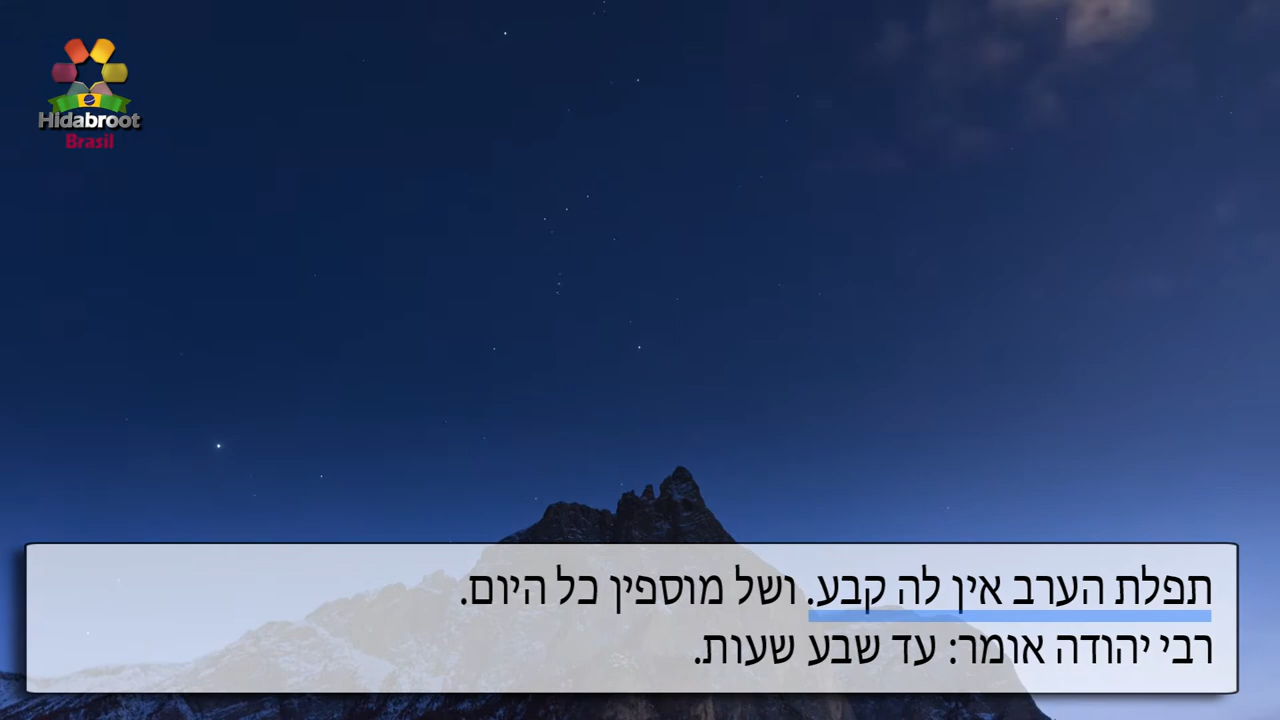 Hidabroot
Brasil
תפלת הערב אין לה קבע. ושל מוספין כל היום.
רבי יהודה אומר: עד שבע שעות.